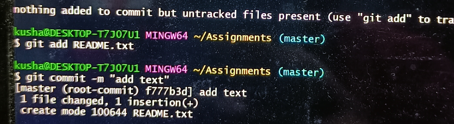 nothing added to commit but untracked files present (use "git add" to tra
kusha@DESKTOP-T7JO7U1 MINGW64 ~/Assignments (master)
$ git add README.txt
kusha@DESKTOP-T7JO7U1 MINGW64 ~/Assignments (master)
$ git commit -m "add text"
[master (root-commit) f777b3d] add text
1 file changed, 1 insertion(+)
create mode 100644 README.txt